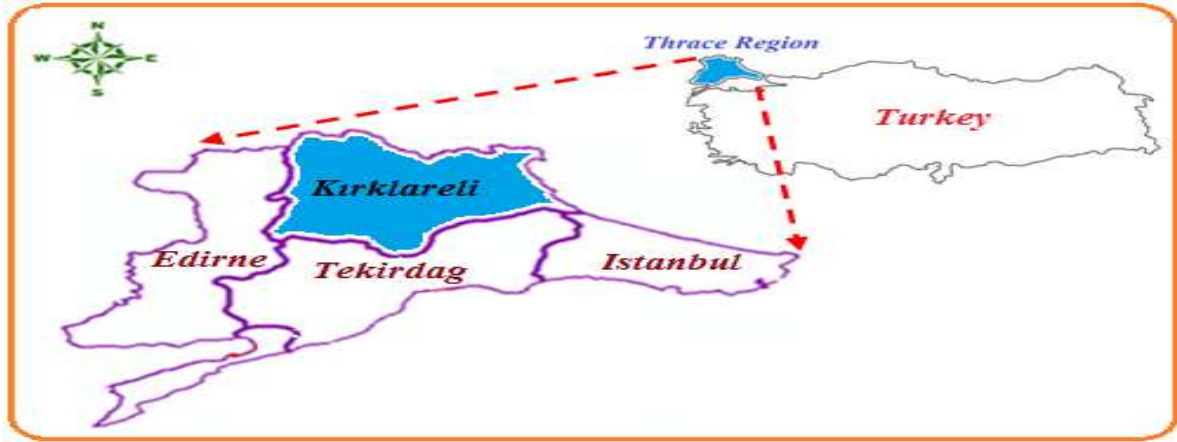 N
W E
S
Thrace Region
Turkey
Kırklareli
Edirne
Tekirdag
Istanbul